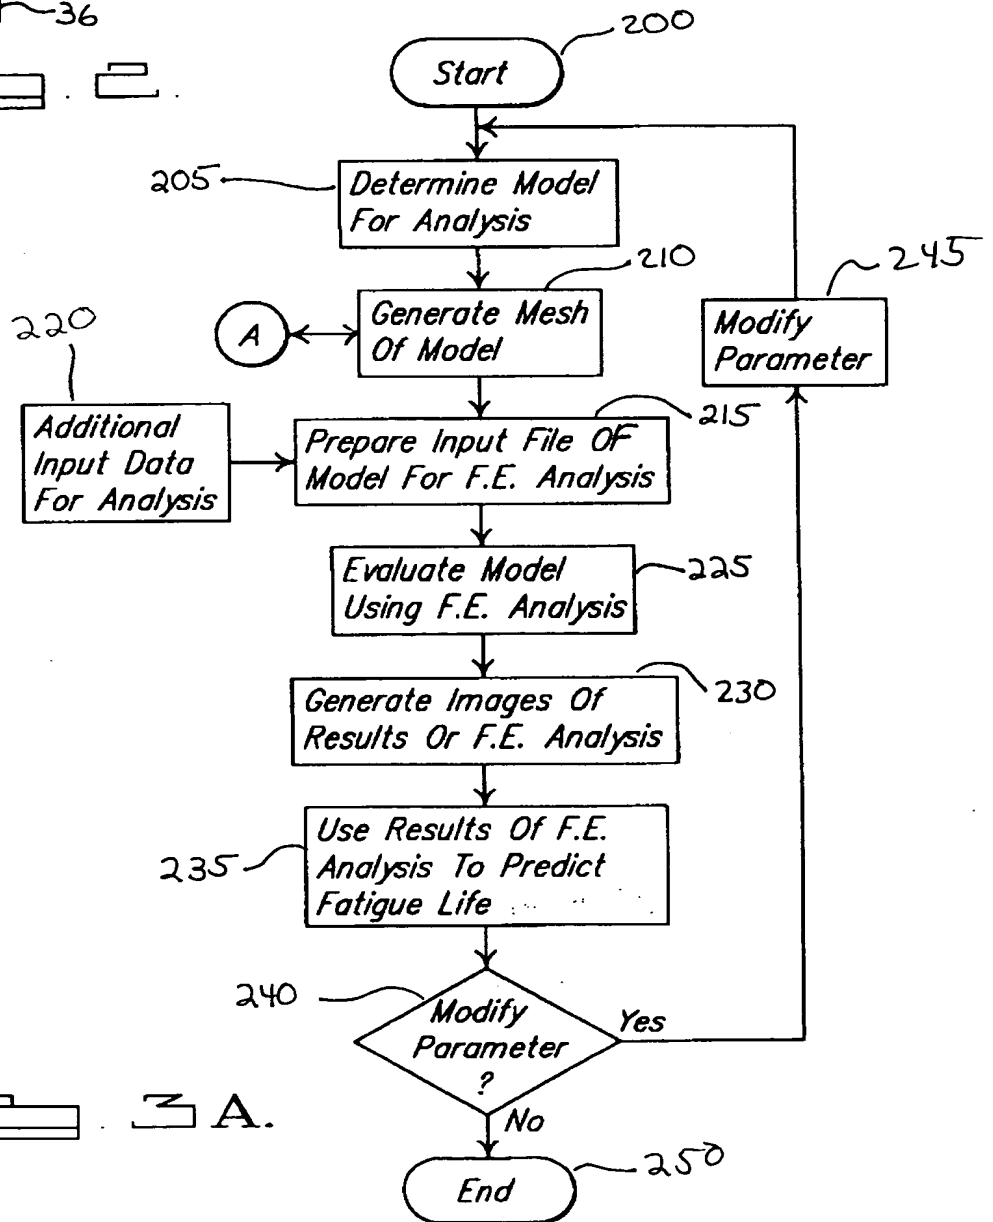 36
2.
200
Start
205
Determine Model
For Analysis
210
Generate Mesh
Of Model
A
245
Modify
Parameter
220
Additional
Input Data
For Analysis
215
Prepare Input File OF
Model For F.E. Analysis
225
Evaluate Model
Using F.E. Analysis
230
Generate Images Of
Results Or F.E. Analysis
235
Use Results Of F.E.
Analysis To Predict
Fatigue Life
240
Modify
Parameter
?
Yes
No
. 3A.
250
End